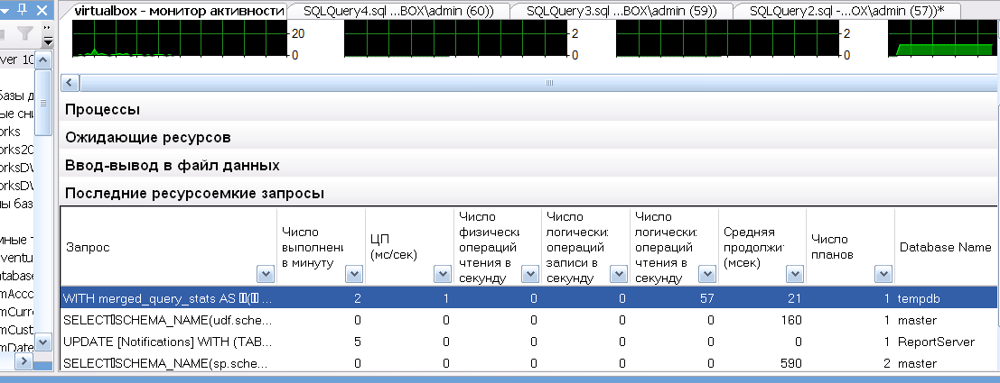 virtualbox - монитор активности
SQLQuery4.sql ...BOX\admin (60))
SQLQuery3.sql ...BOX\admin (59))
SQLQuery2.sql -...OX\admin (57))*
20
0
2
0
2
0
ver 10
базы д
ые сни
orks
orks20
orksDV
orksDV
ы баз
нные т
ventu
atabas
mAcco
mCurre
mCust
mDate
Процессы
Ожидающие ресурсов
Ввод-вывод в файл данных
Последние ресурсоемкие запросы
Запрос
Число
выполнени
в минуту
ЦП
(мс/сек)
Число
физически
операций
чтения в
секунду
Число
логически:
операций
записи в
секунду
Число
логически:
операций
чтения в
секунду
Средняя
продолжи
(мсек)
Число
планов
Database Name
WITH merged_query_stats AS (... 2 1 0 0 57 21 1 tempdb
SELECT SCHEMA_NAME(udf.sche... 0 0 0 0 0 160 1 master
UPDATE [Notifications] WITH (TAB... 5 0 0 0 0 0 1 ReportServer
SELECT SCHEMA_NAME(sp.sche... 0 0 0 0 0 590 2 master